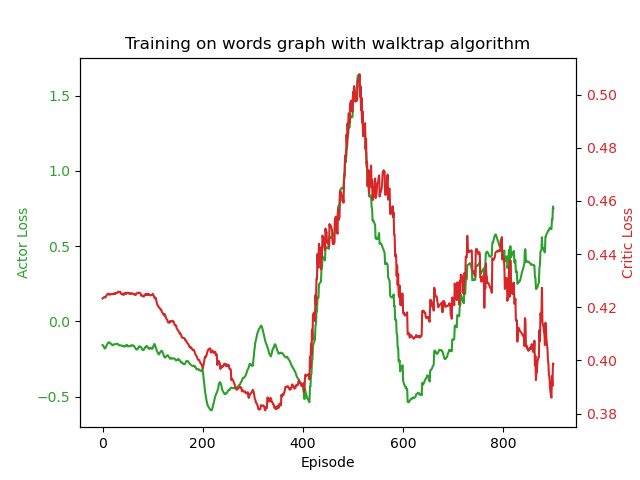 Training on words graph with walktrap algorithm
Actor Loss
1.5
1.0
0.5
0.0
−0.5
0.50
0.48
0.46
0.44
0.42
0.40
0.38
Critic Loss
0 200 400 600 800
Episode